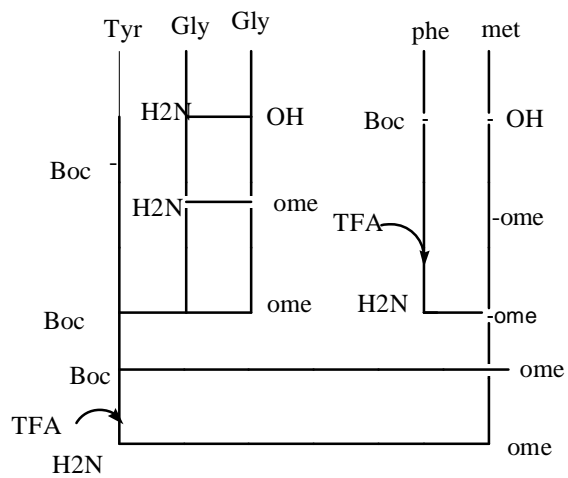 Tyr Gly Gly phe met
H2N OH Boc - - OH
Boc -
H2N ome TFA -ome
Boc ome H2N -ome
Boc ome
TFA
H2N ome